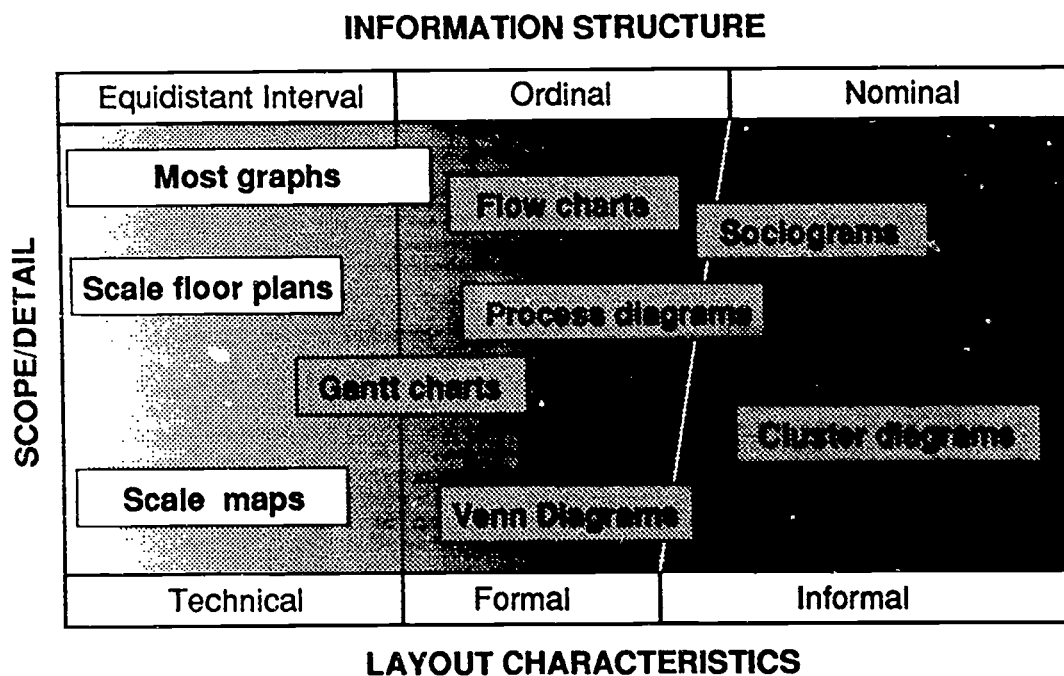 INFORMATION STRUCTURE
Equidistant Interval
Ordinal
Nominal
Most graphs
Flow charts
Sociograms
SCOPE/DETAIL
Scale floor plans
Process diagrams
Gantt charts
Cluster diagrams
Scale maps
Venn Diagrams
Technical
Formal
Informal
LAYOUT CHARACTERISTICS